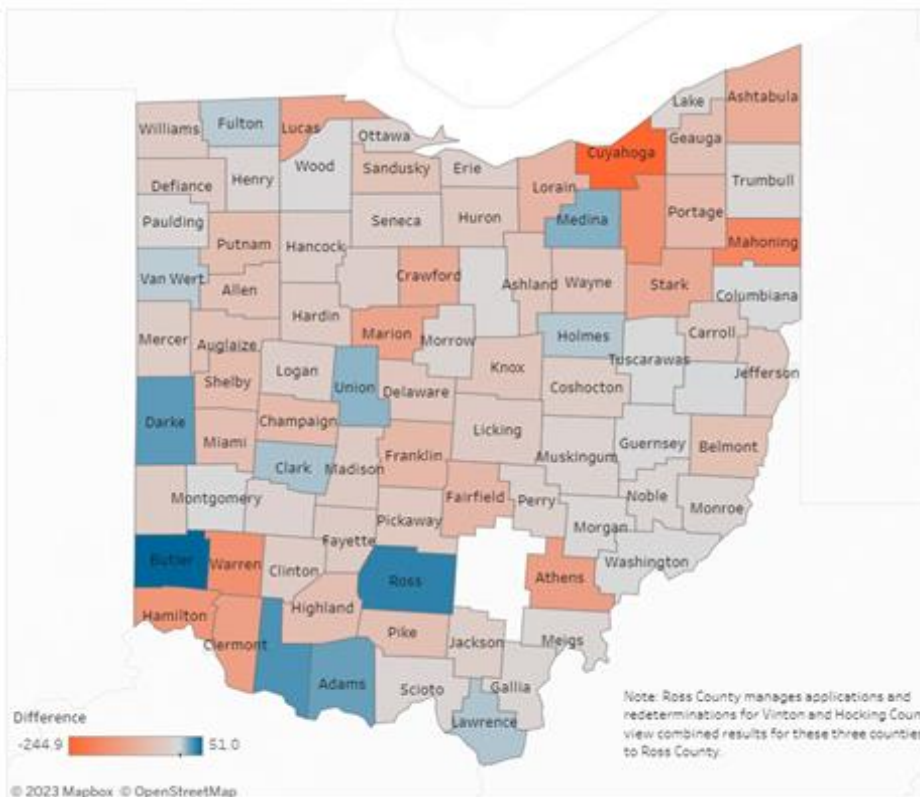 Lake
Ashtabula
Williams
Fulton
Lucas
Ottawa
Geauga
Cuyahoga
Wood
Sandusky
Erie
Trumbull
Defiance
Henry
Lorain
Paulding
Seneca
Huron
Medina
Portage
Mahoning
Putnam
Hancock
Van Wert
Crawford
Ashland
Wayne
Stark
Allen
Columbiana
Mercer
Hardin
Marion
Morrow
Holmes
Carroll
Auglaize
Tuscarawas
Logan
Knox
Jefferson
Shelby
Union
Delaware
Coshocton
Darke
Champaign
Licking
Miami
Franklin
Guernsey
Belmont
Clark
Madison
Muskingum
Montgomery
Fairfield
Perry
Noble
Monroe
Pickaway
Morgan
Fayette
Butler
Warren
Clinton
Ross
Athens
Washington
Hamilton
Highland
Clermont
Pike
Jackson
Meigs
Adams
Scioto
Gallia
Lawrence
Note: Ross County manages applications and
redeterminations for Vinton and Hocking Coun
view combined results for these three counties
to Ross County.
Difference
-244.9 51.0
© 2023 Mapbox © OpenStreetMap